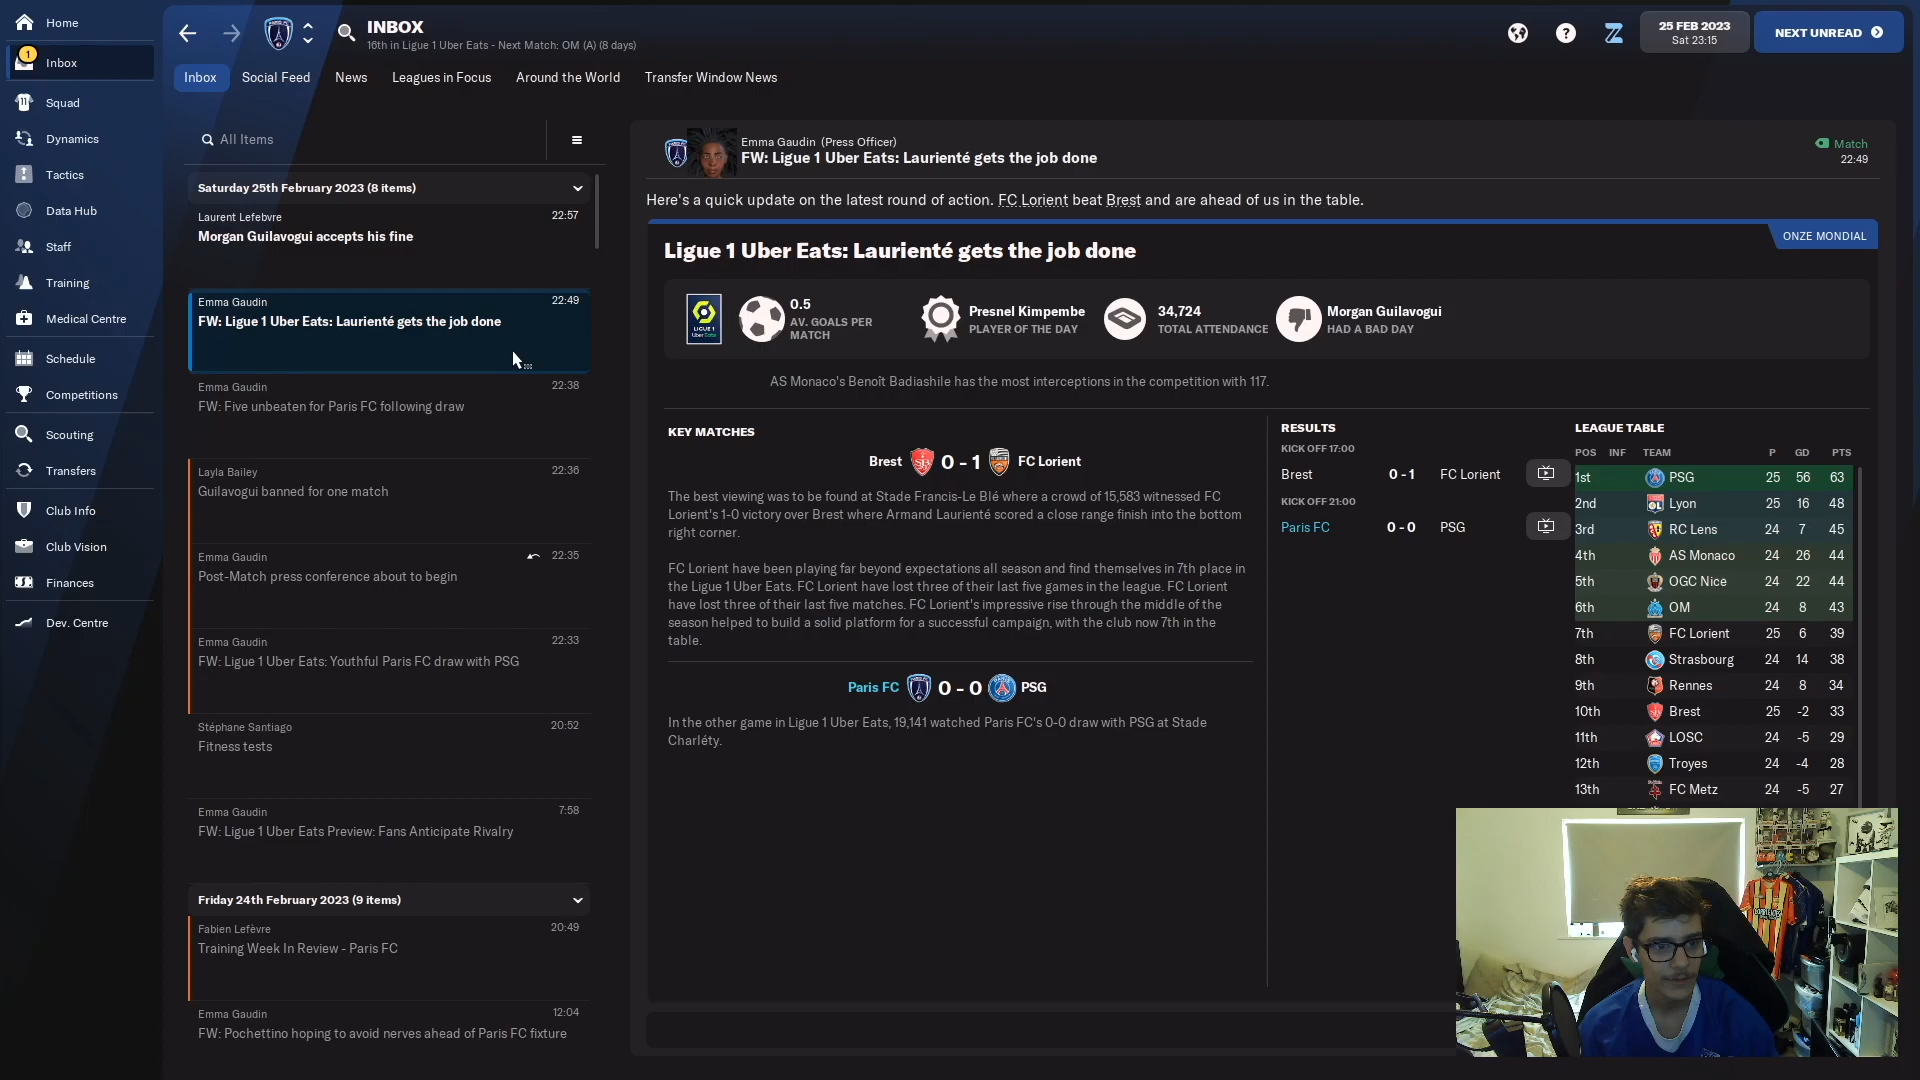 Home
1
Inbox
Squad
Dynamics
Tactics
Data Hub
Staff
Training
Medical Centre
Schedule
Competitions
Scouting
Transfers
Club Info
Club Vision
Finances
Dev. Centre
INBOX
16th in Ligue 1 Uber Eats - Next Match: OM (A) (8 days)
25 FEB 2023
Sat 23:15
NEXT UNREAD
Inbox Social Feed News Leagues in Focus Around the World Transfer Window News
All Items
Saturday 25th February 2023 (8 items)
Laurent Lefebvre 22:57
Morgan Guilavogui accepts his fine
Emma Gaudin 22:49
FW: Ligue 1 Uber Eats: Laurienté gets the job done
Emma Gaudin 22:38
FW: Five unbeaten for Paris FC following draw
Layla Bailey 22:36
Guilavogui banned for one match
Emma Gaudin 22:35
Post-Match press conference about to begin
Emma Gaudin 22:33
FW: Ligue 1 Uber Eats: Youthful Paris FC draw with PSG
Stéphane Santiago 20:52
Fitness tests
Emma Gaudin 7:58
FW: Ligue 1 Uber Eats Preview: Fans Anticipate Rivalry
Friday 24th February 2023 (9 items)
Fabien Lefèvre 20:49
Training Week In Review - Paris FC
Emma Gaudin 12:04
FW: Pochettino hoping to avoid nerves ahead of Paris FC fixture
Emma Gaudin (Press Officer)
FW: Ligue 1 Uber Eats: Laurienté gets the job done
Match
22:49
Here's a quick update on the latest round of action. FC Lorient beat Brest and are ahead of us in the table.
ONZE MONDIAL
Ligue 1 Uber Eats: Laurienté gets the job done
LIGUE 1
Uber Eats
0.5
AV. GOALS PER
MATCH
Presnel Kimpembe
PLAYER OF THE DAY
34,724
TOTAL ATTENDANCE
Morgan Guilavogui
HAD A BAD DAY
AS Monaco's Benoît Badiashile has the most interceptions in the competition with 117.
KEY MATCHES
Brest 0 - 1 FC Lorient
The best viewing was to be found at Stade Francis-Le Blé where a crowd of 15,583 witnessed FC
Lorient's 1-0 victory over Brest where Armand Laurienté scored a close range finish into the bottom
right corner.
FC Lorient have been playing far beyond expectations all season and find themselves in 7th place in
the Ligue 1 Uber Eats. FC Lorient have lost three of their last five games in the league. FC Lorient
have lost three of their last five matches. FC Lorient's impressive rise through the middle of the
season helped to build a solid platform for a successful campaign, with the club now 7th in the
table.
Paris FC 0 - 0 PSG
In the other game in Ligue 1 Uber Eats, 19,141 watched Paris FC's 0-0 draw with PSG at Stade
Charléty.
RESULTS
KICK OFF 17:00
Brest 0 - 1 FC Lorient
KICK OFF 21:00
Paris FC 0 - 0 PSG
LEAGUE TABLE
POS INF TEAM P GD PTS
1st PSG 25 56 63
2nd Lyon 25 16 48
3rd RC Lens 24 7 45
4th AS Monaco 24 26 44
5th OGC Nice 24 22 44
6th OM 24 8 43
7th FC Lorient 25 6 39
8th Strasbourg 24 14 38
9th Rennes 24 8 34
10th Brest 25 -2 33
11th LOSC 24 -5 29
12th Troyes 24 -4 28
13th FC Metz 24 -5 27